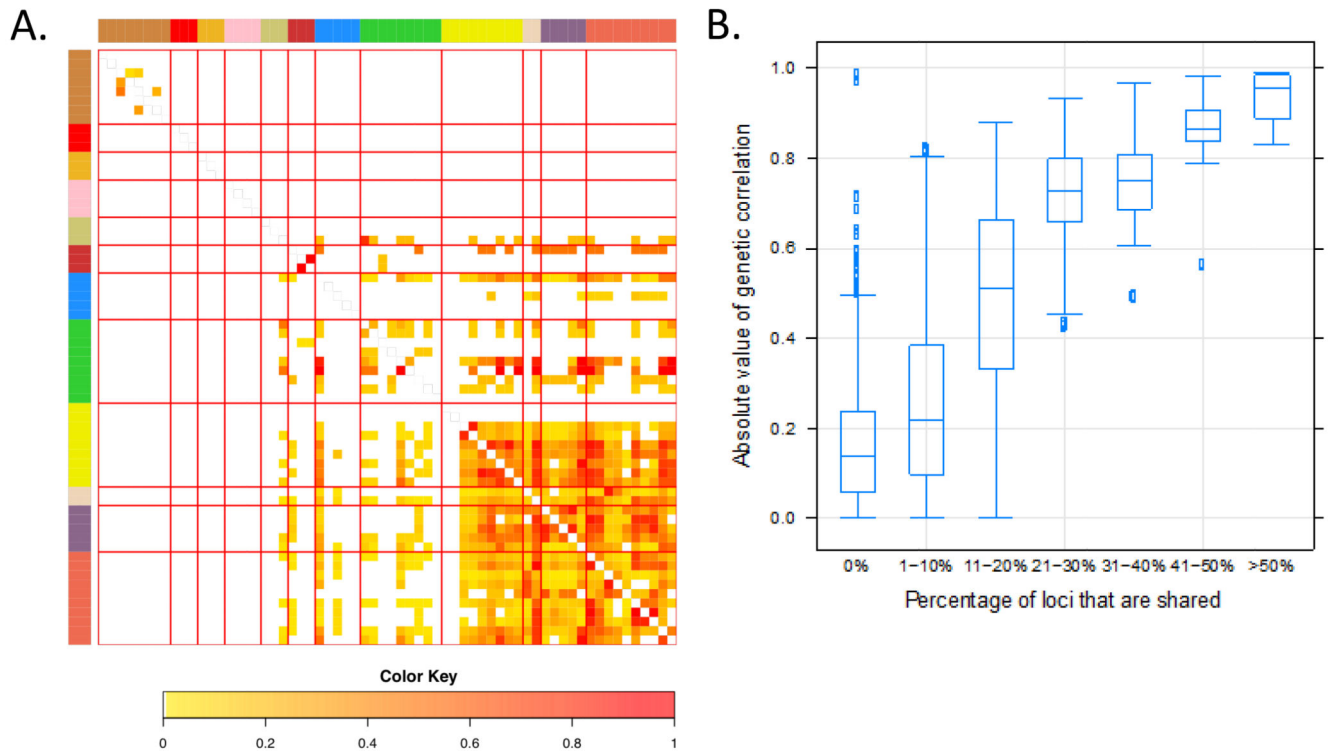 A.
B.
Absolute value of genetic correlation
1.0
0.8
0.6
0.4
0.2
0.0
0% 1−10% 11−20% 21−30% 31−40% 41−50% >50%
Percentage of loci that are shared
Color Key
0 0.2 0.4 0.6 0.8 1